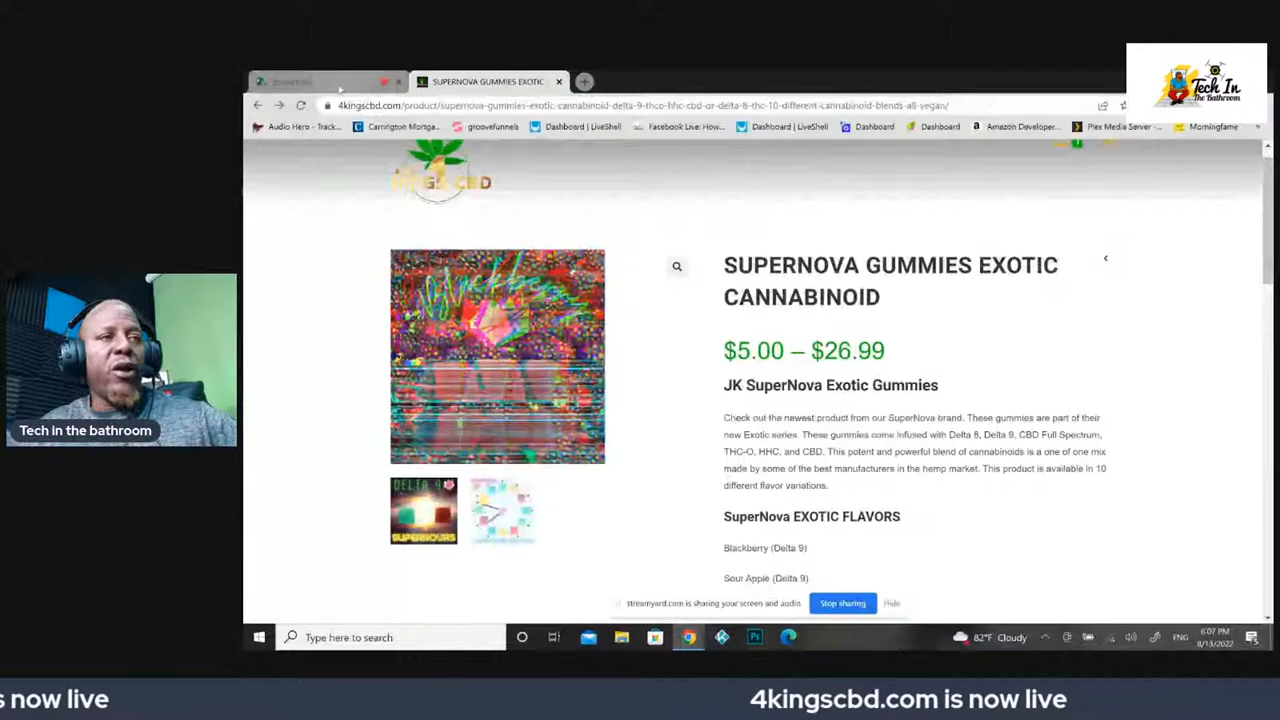 Tech In
The Bathroom
SUPERNOVA GUMMIES EXOTIC
4kingscbd.com/product/supernova-gummies-exotic-cannabinoid-delta-9-thco-hhc-cbd-or-delta-8-thc-10-different-cannabinoid-blends-all-vegan/
Audio Hero - Track... Carrington Mortga... groovefunnels Dashboard | LiveShell Facebook Live: How... Dashboard | LiveShell Dashboard Dashboard Amazon Developer... Plex Media Server -... Morningfame
KINGS CBD
SUPERNOVA GUMMIES EXOTIC
CANNABINOID
$5.00 – $26.99
JK SuperNova Exotic Gummies
Check out the newest product from our SuperNova brand. These gummies are part of their
new Exotic series. These gummies come infused with Delta 8, Delta 9, CBD Full Spectrum,
THC-O, HHC, and CBD. This potent and powerful blend of cannabinoids is a one of one mix
made by some of the best manufacturers in the hemp market. This product is available in 10
different flavor variations.
SuperNova EXOTIC FLAVORS
Blackberry (Delta 9)
Sour Apple (Delta 9)
DELTA 9
Tech in the bathroom
streamyard.com is sharing your screen and audio. Stop sharing Hide
Type here to search
82°F Cloudy ENG 6:07 PM
8/13/2022
s now live 4kingscbd.com is now live